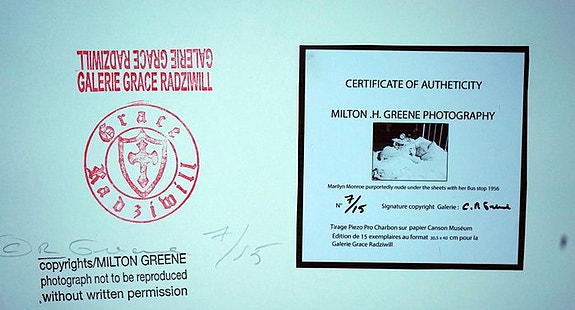 GALERIE GRACE RADZIWILL
GALERIE GRACE RADZIWILL
Grace
Radziwill
© R Greene 7/15
copyrights/MILTON GREENE
photograph not to be reproduced
without written permission
CERTIFICATE OF AUTHETICITY
MILTON .H. GREENE PHOTOGRAPHY
Marilyn Monroe purportedly nude under the sheets with her Bus stop 1956
N° 7/15 Signature copyright Galerie : C.R Greene
Tirage Piezo Pro Charbon sur papier Canson Muséum
Edition de 15 exemplaires au format 30,5 x 40 cm pour la
Galerie Grace Radziwill.